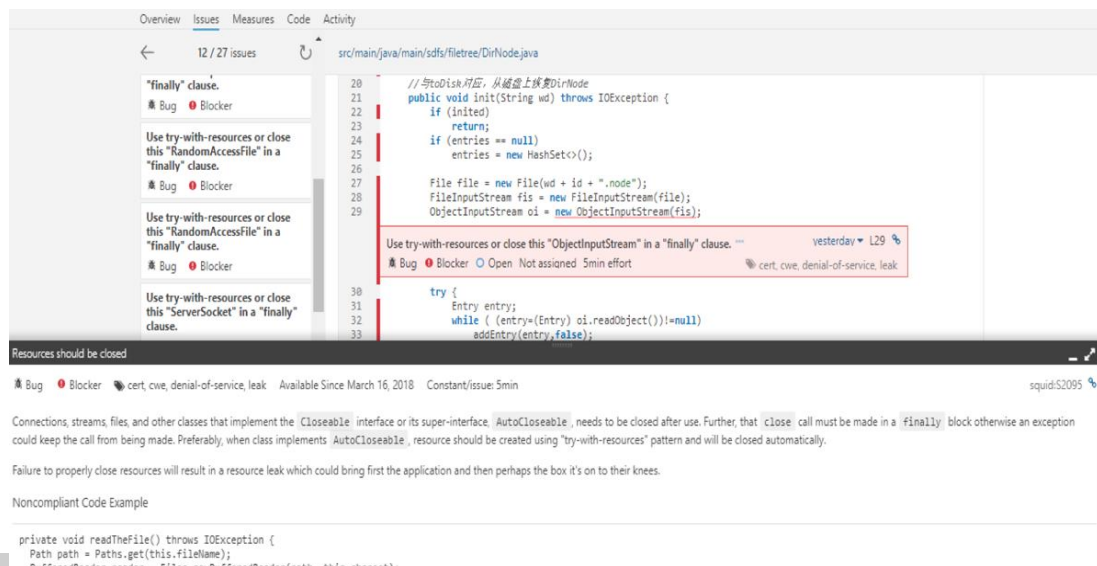 Overview Issues Measures Code Activity
12 / 27 issues
src/main/java/main/sdfs/filetree/DirNode.java
"finally" clause.
Bug Blocker
Use try-with-resources or close
this "RandomAccessFile" in a
"finally" clause.
Bug Blocker
Use try-with-resources or close
this "RandomAccessFile" in a
"finally" clause.
Bug Blocker
Use try-with-resources or close
this "ServerSocket" in a "finally"
clause.
20 //与toDisk对应，从磁盘上恢复DirNode
21 public void init(String wd) throws IOException {
22 if (inited)
23 return;
24 if (entries == null)
25 entries = new HashSet<>();
26
27 File file = new File(wd + id + ".node");
28 FileInputStream fis = new FileInputStream(file);
29 ObjectInputStream oi = new ObjectInputStream(fis);
Use try-with-resources or close this "ObjectInputStream" in a "finally" clause. yesterday L29
Bug Blocker Open Not assigned 5min effort cert, cwe, denial-of-service, leak
30 try {
31 Entry entry;
32 while ( (entry=(Entry) oi.readObject())!=null)
33 addEntry(entry,false);
Resources should be closed
Bug Blocker cert, cwe, denial-of-service, leak Available Since March 16, 2018 Constant/issue: 5min squid:S2095
Connections, streams, files, and other classes that implement the Closeable interface or its super-interface, AutoCloseable, needs to be closed after use. Further, that close call must be made in a finally block otherwise an exception
could keep the call from being made. Preferably, when class implements AutoCloseable, resource should be created using "try-with-resources" pattern and will be closed automatically.
Failure to properly close resources will result in a resource leak which could bring first the application and then perhaps the box it's on to their knees.
Noncompliant Code Example
private void readTheFile() throws IOException {
Path path = Paths.get(this.fileName);